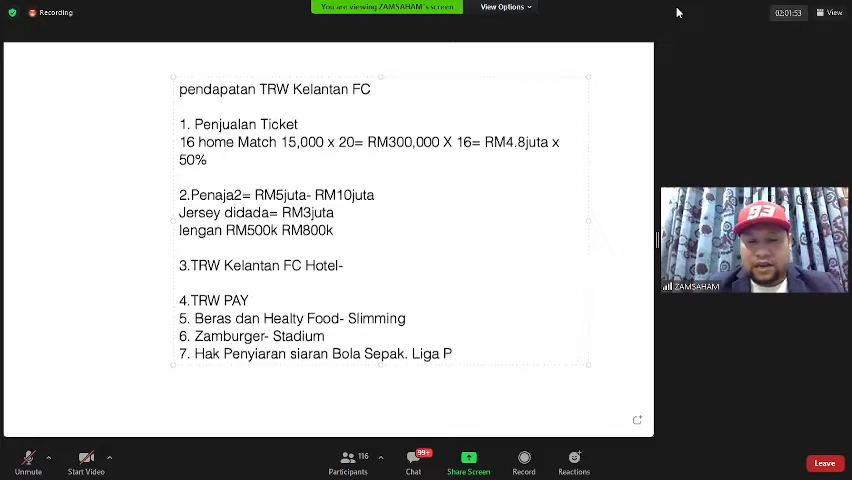 Recording
You are viewing ZAMSAHAM's screen
View Options
02:01:53
View
pendapatan TRW Kelantan FC
1. Penjualan Ticket
16 home Match 15,000 x 20= RM300,000 X 16= RM4.8juta x
50%
2.Penaja2= RM5juta- RM10juta
Jersey didada= RM3juta
lengan RM500k RM800k
3.TRW Kelantan FC Hotel-
4.TRW PAY
5. Beras dan Healty Food- Slimming
6. Zamburger- Stadium
7. Hak Penyiaran siaran Bola Sepak. Liga P
93
ZAMSAHAM
Unmute
Start Video
116
Participants
99+
Chat
Share Screen
Record
Reactions
Leave